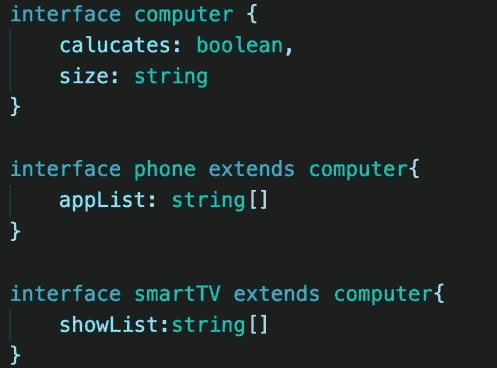 interface computer {
    calucates: boolean,
    size: string
}

interface phone extends computer{
    appList: string[]
}

interface smartTV extends computer{
    showList:string[]
}